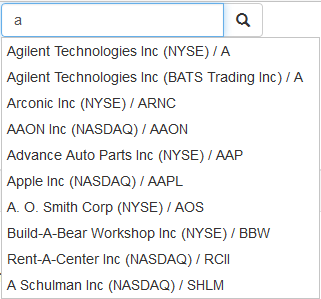 a
Agilent Technologies Inc (NYSE) / A
Agilent Technologies Inc (BATS Trading Inc) / A
Arconic Inc (NYSE) / ARNC
AAON Inc (NASDAQ) / AAON
Advance Auto Parts Inc (NYSE) / AAP
Apple Inc (NASDAQ) / AAPL
A. O. Smith Corp (NYSE) / AOS
Build-A-Bear Workshop Inc (NYSE) / BBW
Rent-A-Center Inc (NASDAQ) / RCII
A Schulman Inc (NASDAQ) / SHLM